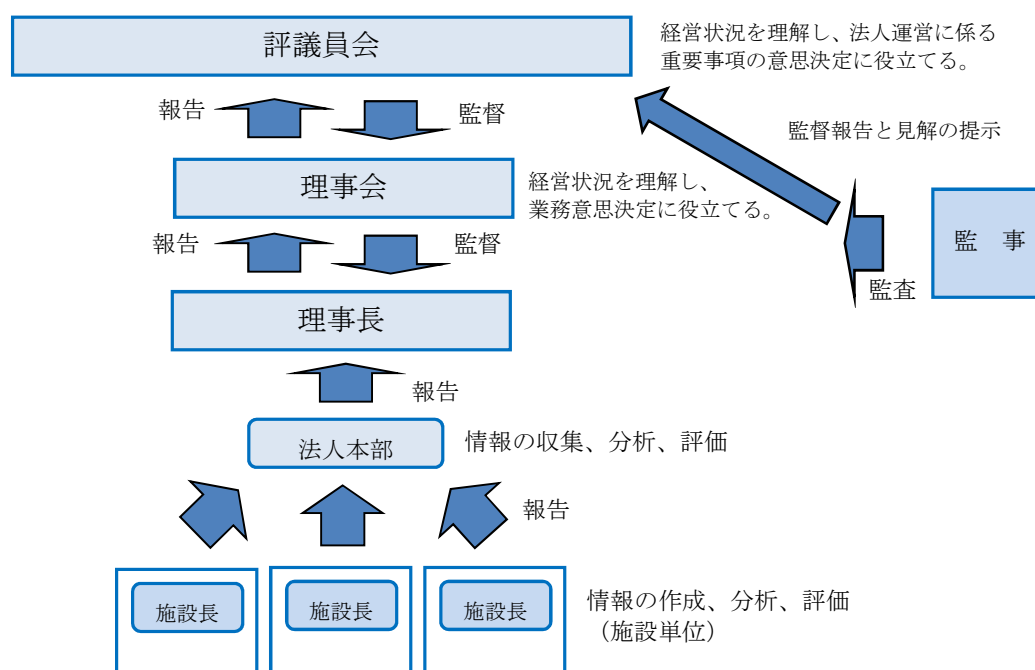 評議員会
経営状況を理解し、法人運営に係る
重要事項の意思決定に役立てる。
報告
監督
監督報告と見解の提示
理事会
経営状況を理解し、
業務意思決定に役立てる。
監　事
報告
監督
監査
理事長
報告
法人本部
情報の収集、分析、評価
報告
施設長
施設長
施設長
情報の作成、分析、評価
（施設単位）